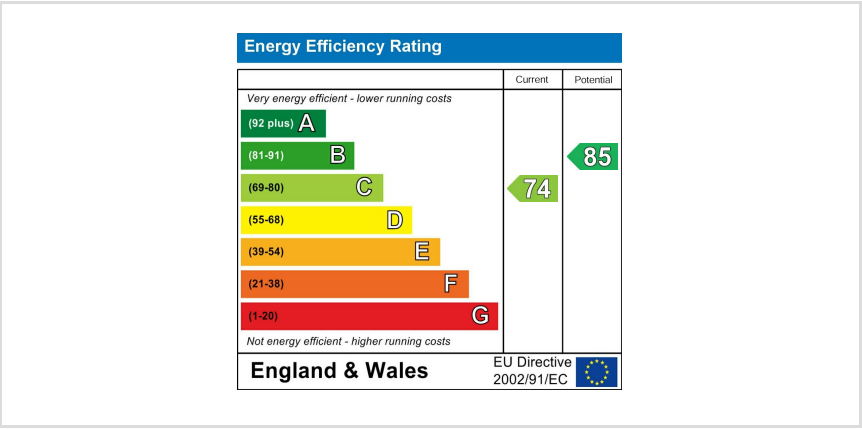 Energy Efficiency Rating
Current Potential
Very energy efficient - lower running costs
(92 plus) A
(81-91) B
85
(69-80) C
74
(55-68) D
(39-54) E
(21-38) F
(1-20) G
Not energy efficient - higher running costs
England & Wales
EU Directive
2002/91/EC